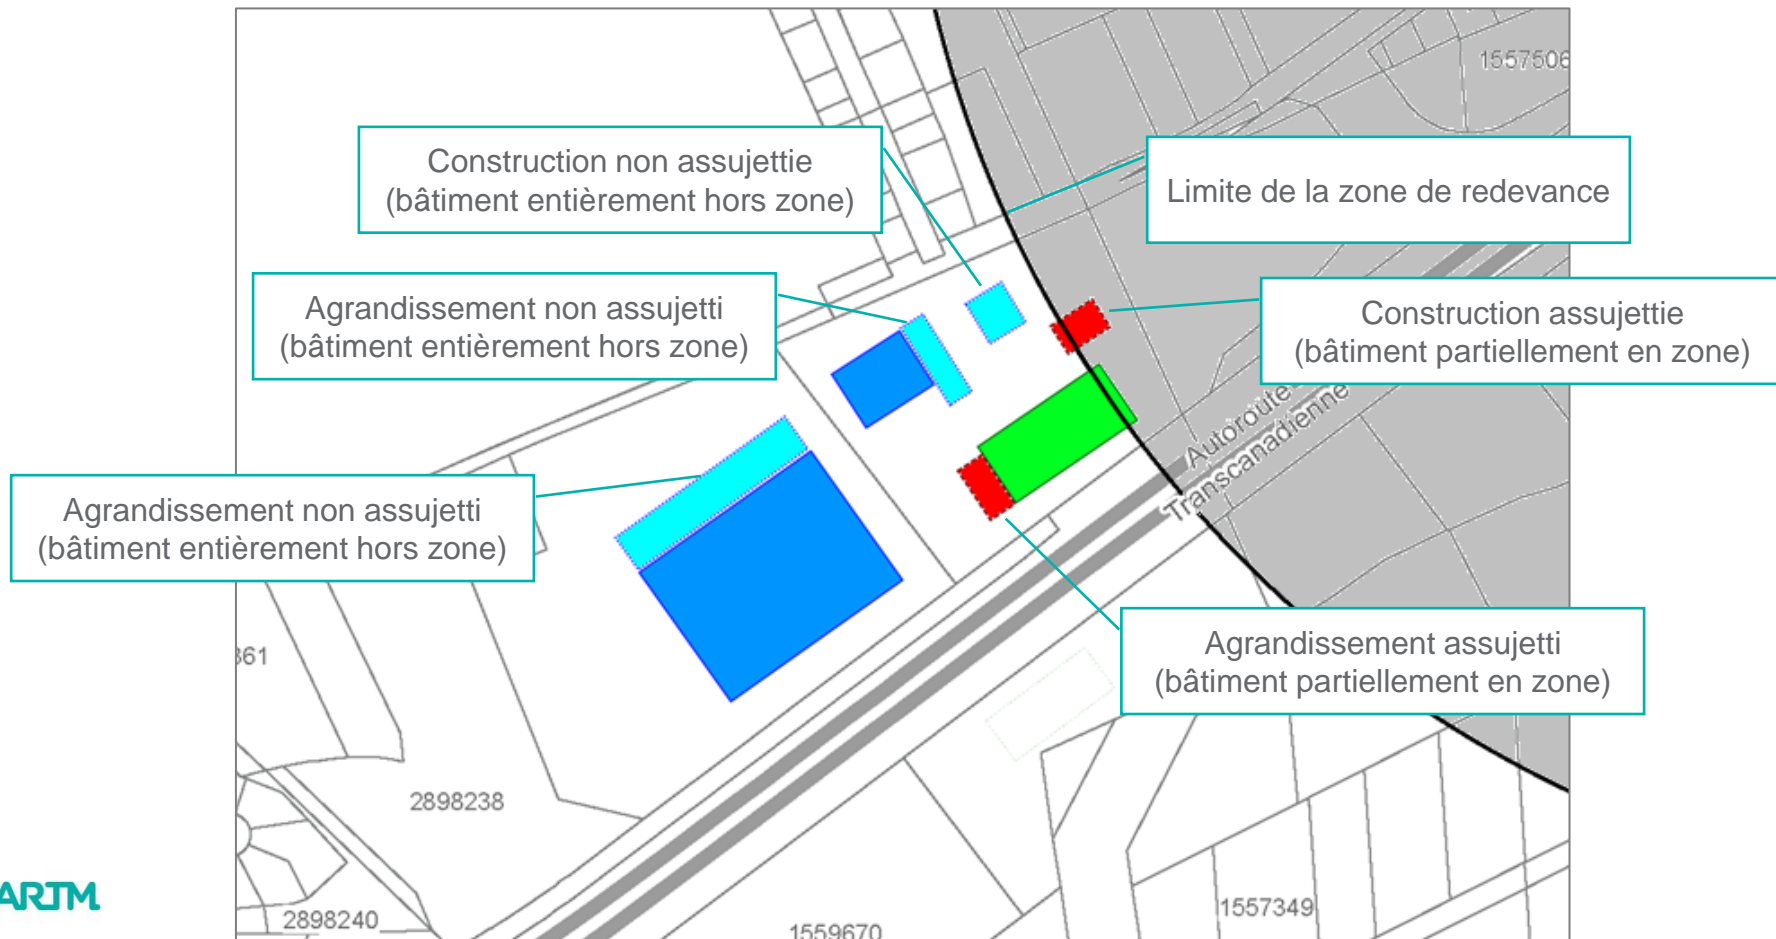 1557506
Construction non assujettie
(bâtiment entièrement hors zone)
Limite de la zone de redevance
Agrandissement non assujetti
(bâtiment entièrement hors zone)
Construction assujettie
(bâtiment partiellement en zone)
Autoroute
Transcanadienne
Agrandissement non assujetti
(bâtiment entièrement hors zone)
Agrandissement assujetti
(bâtiment partiellement en zone)
361
2898238
ARTM
2898240
1559670
1557349